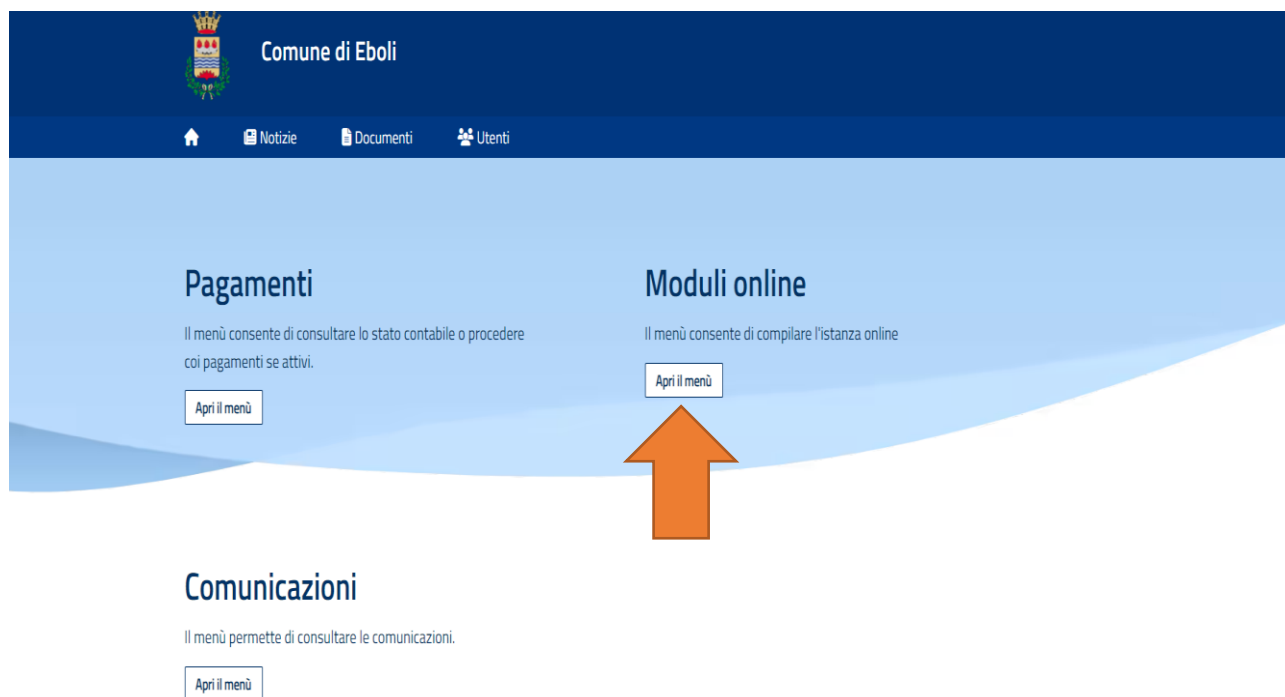 Comune di Eboli
Notizie
Documenti
Utenti
Pagamenti
Il menù consente di consultare lo stato contabile o procedere
coi pagamenti se attivi.
Apri il menù
Moduli online
Il menù consente di compilare l'istanza online
Apri il menù
Comunicazioni
Il menù permette di consultare le comunicazioni.
Apri il menù